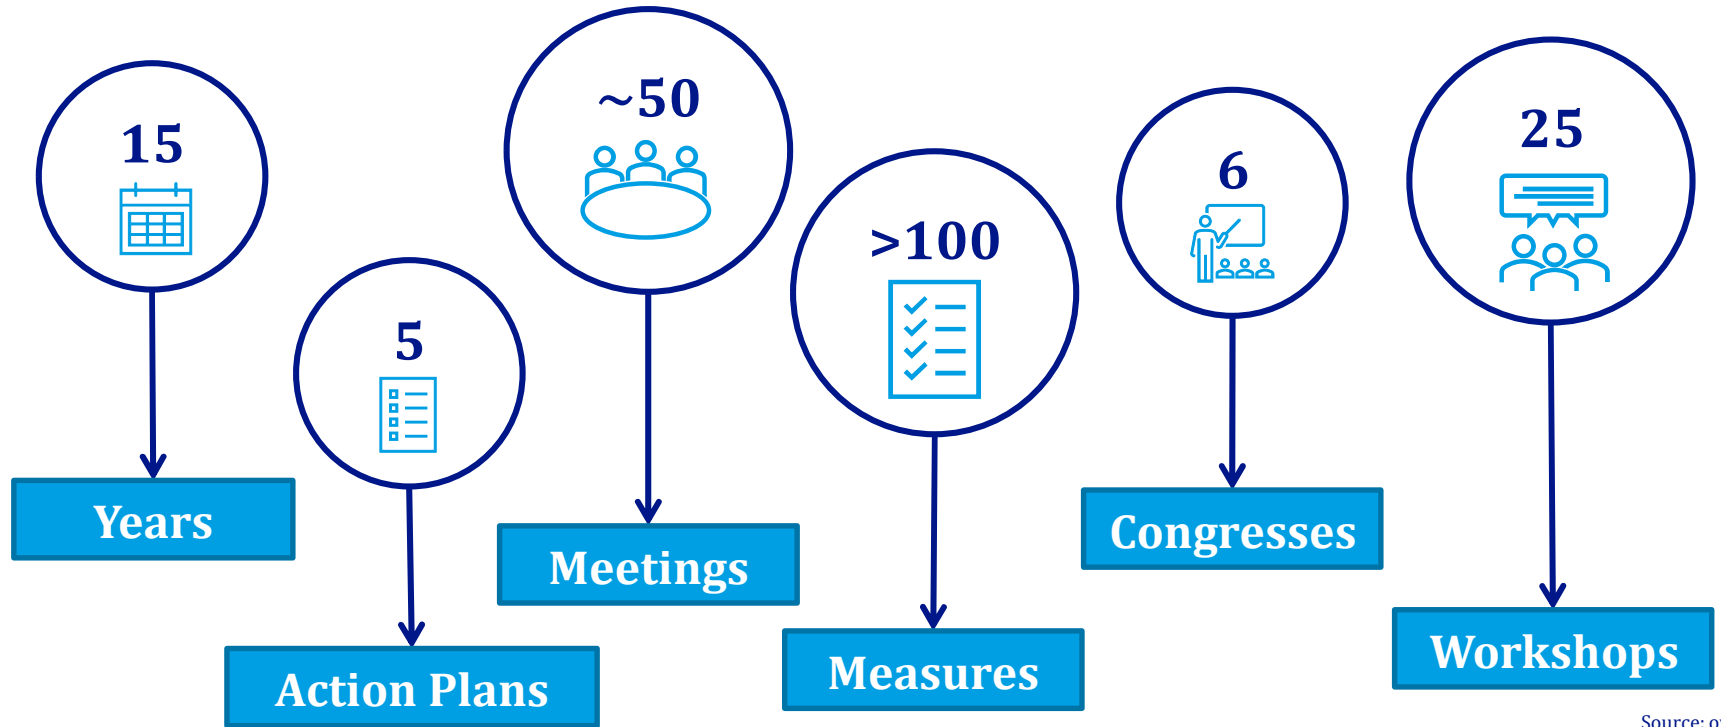 15
Years
5
Action Plans
~50
Meetings
>100
Measures
6
Congresses
25
Workshops
Source: